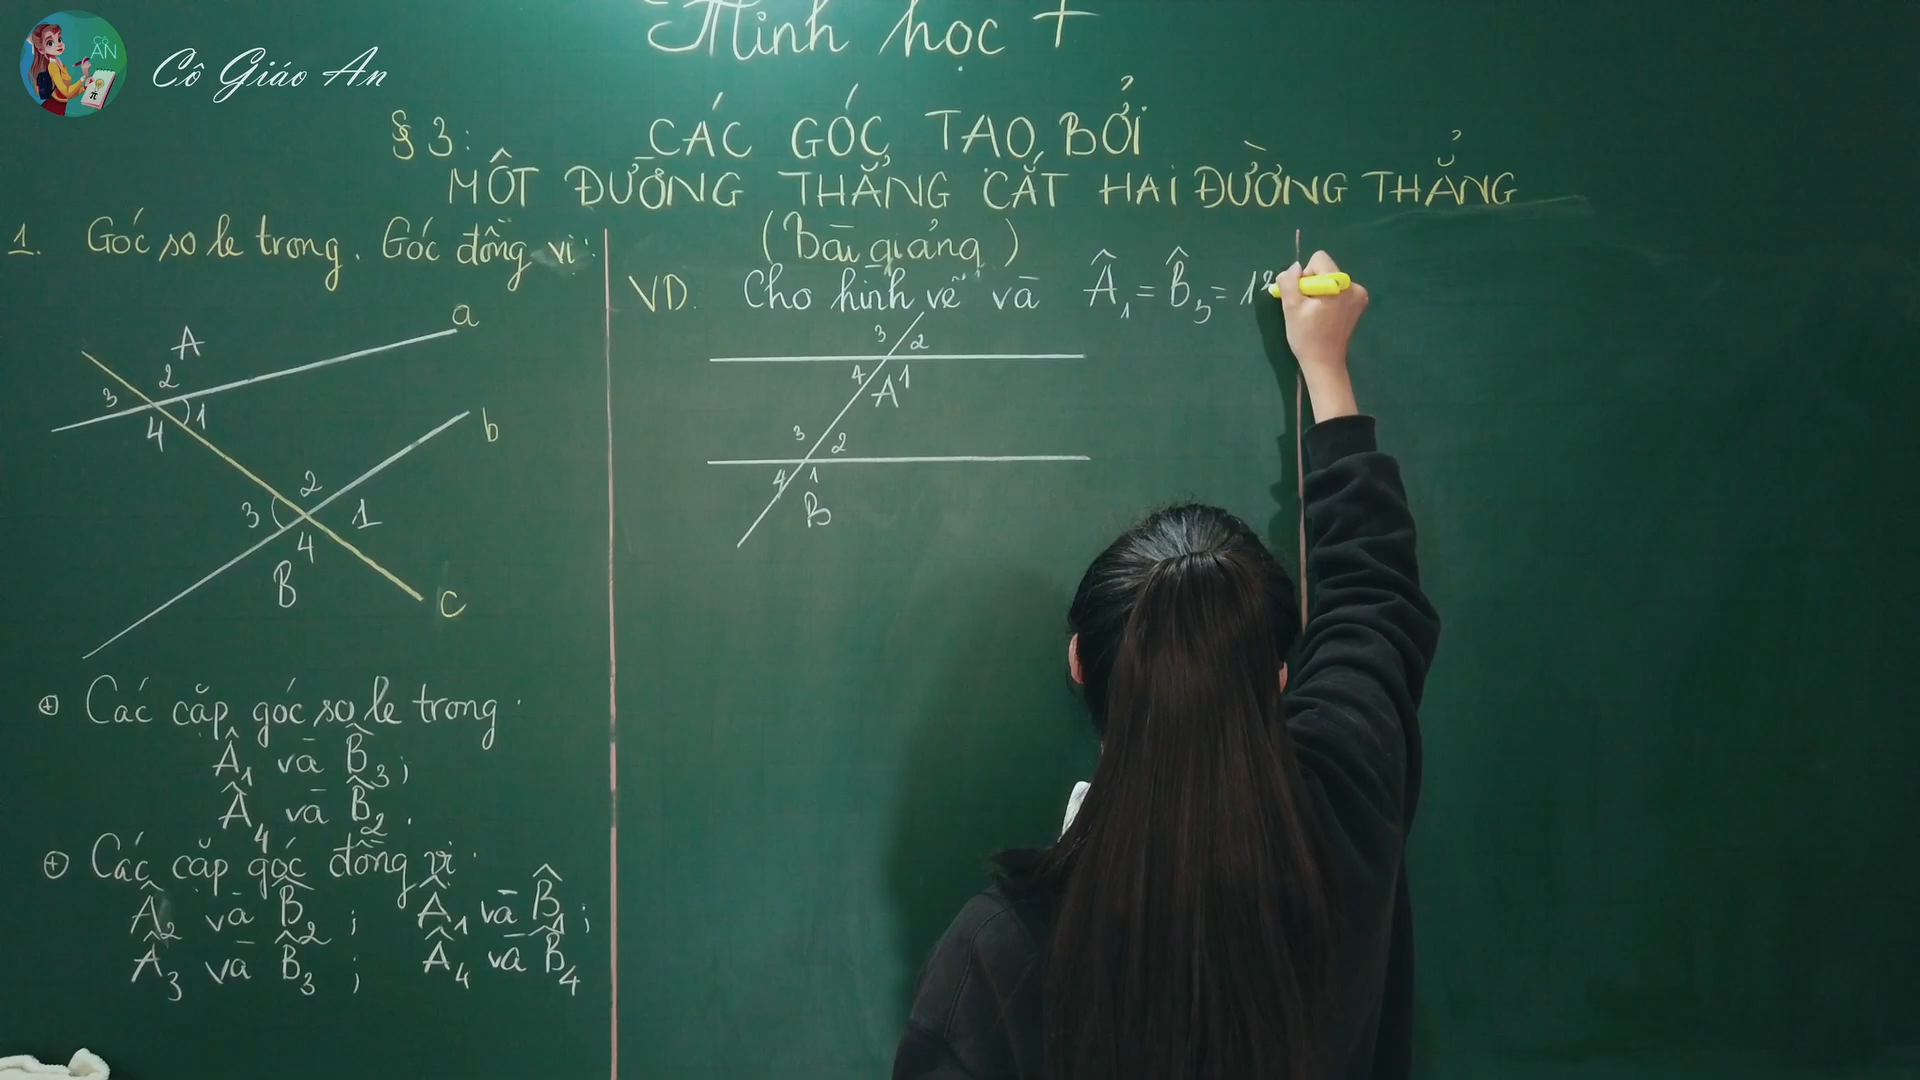 CÔ AN
π
Cô Giáo An
Hình học 7
§3: CÁC GÓC TẠO BỞI
MỘT ĐƯỜNG THẲNG CẮT HAI ĐƯỜNG THẲNG
(Bài giảng)
1. Góc so le trong. Góc đồng vị:
a
A
2
3
1
4
b
2
3
1
4
B
c
⊕ Các cặp góc so le trong:
Â₁ và B̂₃;
Â₄ và B̂₂.
⊕ Các cặp góc đồng vị:
Â₂ và B̂₂; Â₁ và B̂₁;
Â₃ và B̂₃; Â₄ và B̂₄
VD. Cho hình vẽ và Â₁ = B̂₃ = 12
3 2
4 1
A
3 2
4 1
B